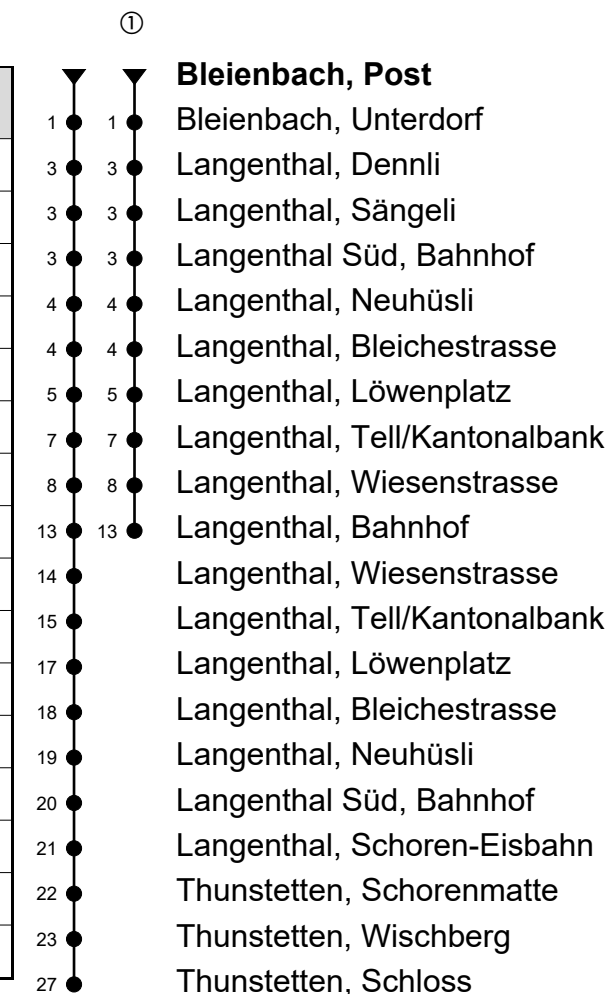 ①
Bleienbach, Post
1 1 Bleienbach, Unterdorf
3 3 Langenthal, Dennli
3 3 Langenthal, Sängeli
3 3 Langenthal Süd, Bahnhof
4 4 Langenthal, Neuhüsli
4 4 Langenthal, Bleichestrasse
5 5 Langenthal, Löwenplatz
7 7 Langenthal, Tell/Kantonalbank
8 8 Langenthal, Wiesenstrasse
13 13 Langenthal, Bahnhof
14 Langenthal, Wiesenstrasse
15 Langenthal, Tell/Kantonalbank
17 Langenthal, Löwenplatz
18 Langenthal, Bleichestrasse
19 Langenthal, Neuhüsli
20 Langenthal Süd, Bahnhof
21 Langenthal, Schoren-Eisbahn
22 Thunstetten, Schorenmatte
23 Thunstetten, Wischberg
27 Thunstetten, Schloss